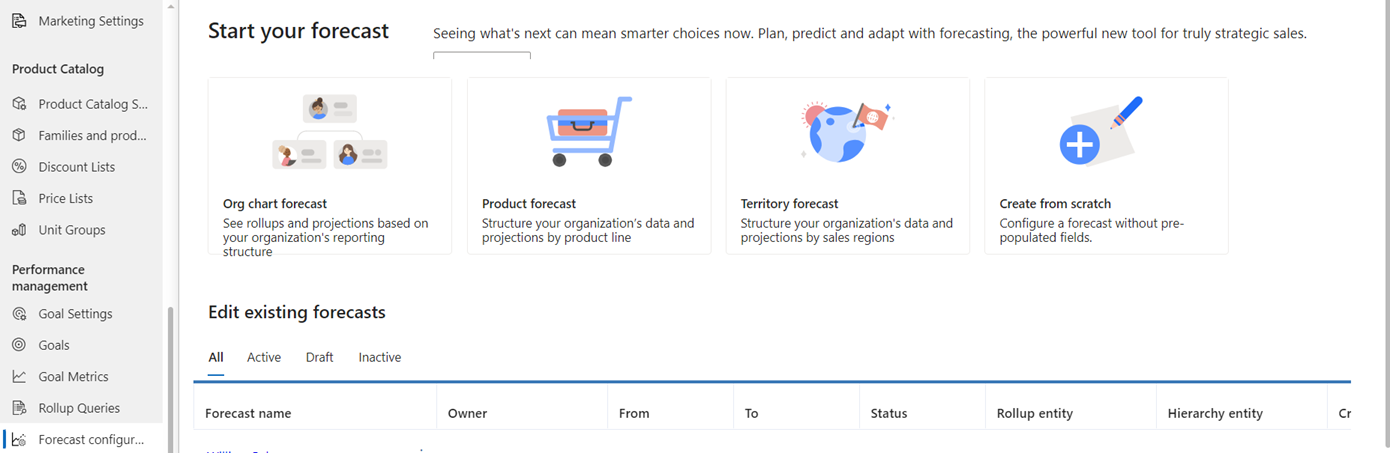 Marketing Settings
Product Catalog
Product Catalog S...
Families and prod...
Discount Lists
Price Lists
Unit Groups
Performance
management
Goal Settings
Goals
Goal Metrics
Rollup Queries
Forecast configur...
Start your forecast
Seeing what's next can mean smarter choices now. Plan, predict and adapt with forecasting, the powerful new tool for truly strategic sales.
Org chart forecast
See rollups and projections based on
your organization's reporting
structure
Product forecast
Structure your organization's data and
projections by product line
Territory forecast
Structure your organization's data and
projections by sales regions
Create from scratch
Configure a forecast without pre-
populated fields.
Edit existing forecasts
All Active Draft Inactive
Forecast name Owner From To Status Rollup entity Hierarchy entity Cr